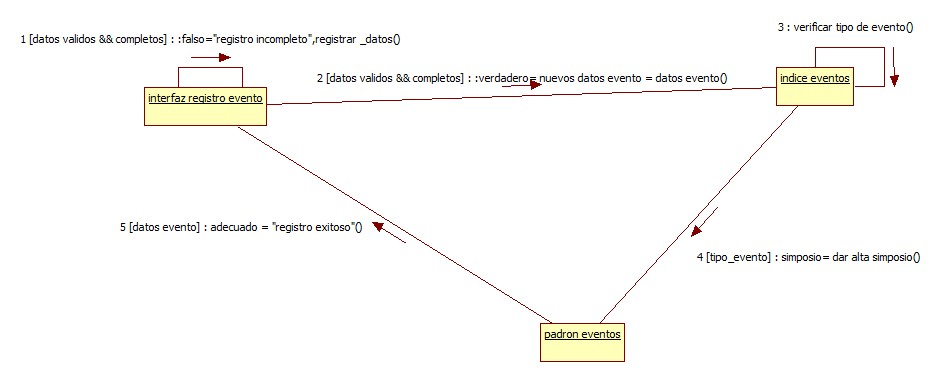 3 : verificar tipo de evento()
1 [datos validos && completos] : :falso="registro incompleto",registrar _datos()
2 [datos validos && completos] : :verdadero= nuevos datos evento = datos evento()
indice eventos
interfaz registro evento
5 [datos evento] : adecuado = "registro exitoso"()
4 [tipo_evento] : simposio= dar alta simposio()
padron eventos